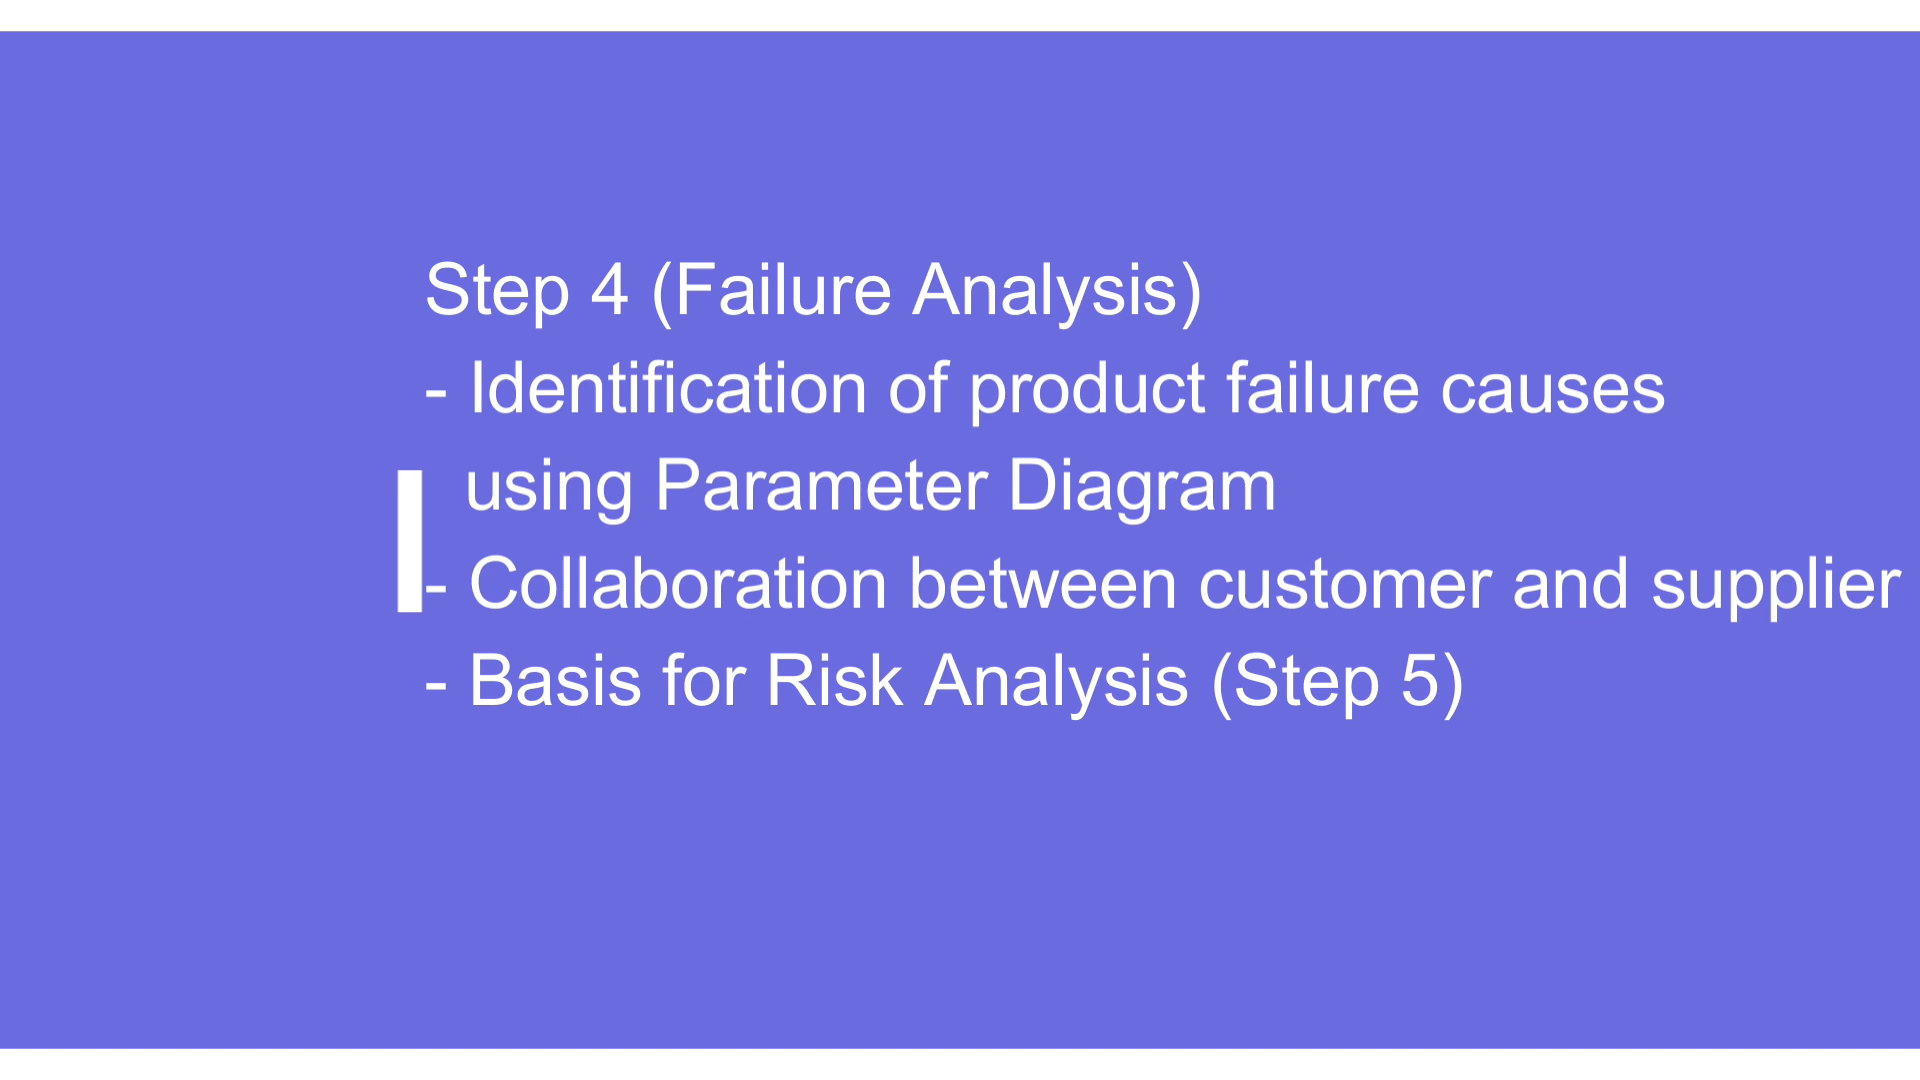 Step 4 (Failure Analysis)
- Identification of product failure causes
using Parameter Diagram
- Collaboration between customer and supplier
- Basis for Risk Analysis (Step 5)